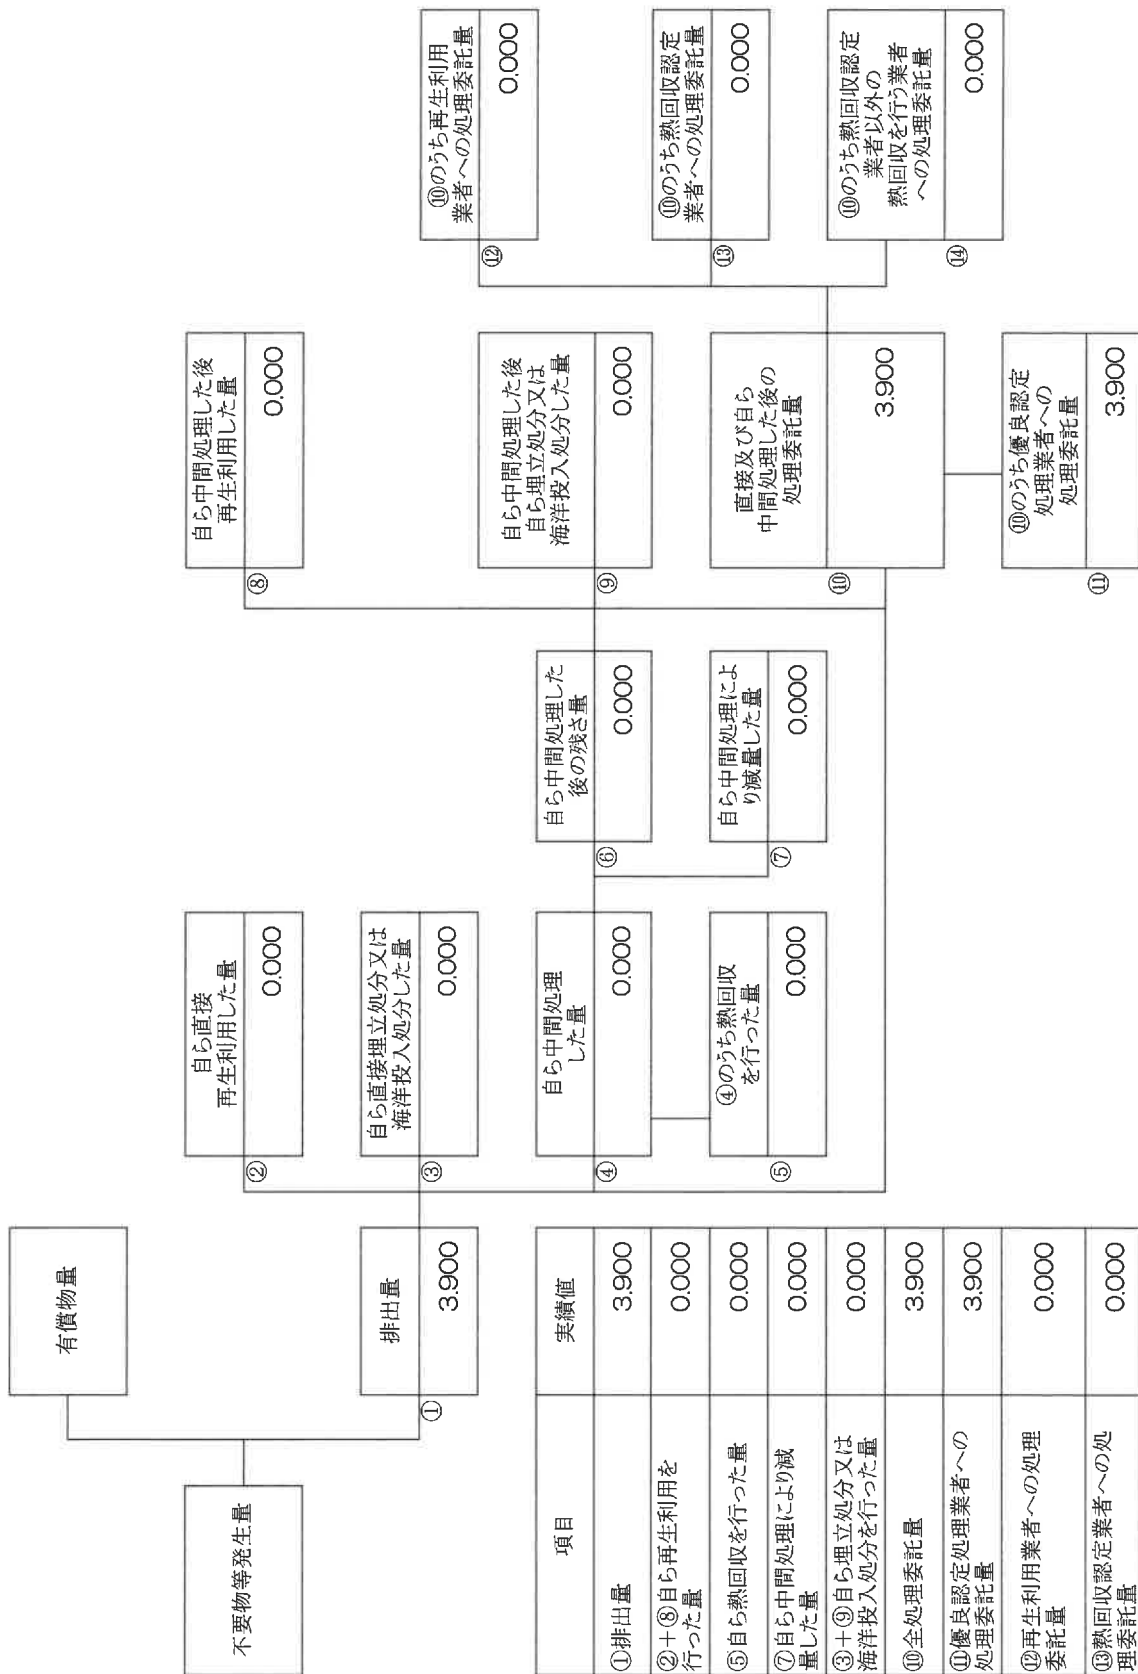 不要物等発生量
有償物量
排出量
①
3.900
自ら直接
再生利用した量
②
0.000
自ら直接埋立処分又は
海洋投入処分した量
③
0.000
自ら中間処理
した量
④
0.000
④のうち熱回収
を行った量
⑤
0.000
自ら中間処理した
後の残さ量
⑥
0.000
自ら中間処理によ
り減量した量
⑦
0.000
自ら中間処理した後
再生利用した量
⑧
0.000
自ら中間処理した後
自ら埋立処分又は
海洋投入処分した量
⑨
0.000
直接及び自ら
中間処理した後の
処理委託量
⑩
3.900
⑩のうち優良認定
処理業者への
処理委託量
⑪
3.900
⑩のうち再生利用
業者への処理委託量
⑫
0.000
⑩のうち熱回収認定
業者への処理委託量
⑬
0.000
⑩のうち熱回収認定
業者以外の
熱回収を行う業者
への処理委託量
⑭
0.000
項目 実績値
①排出量 3.900
②+⑧自ら再生利用を
行った量 0.000
⑤自ら熱回収を行った量 0.000
⑦自ら中間処理により減
量した量 0.000
③+⑨自ら埋立処分又は
海洋投入処分を行った量 0.000
⑩全処理委託量 3.900
⑪優良認定処理業者への
処理委託量 3.900
⑫再生利用業者への処理
委託量 0.000
⑬熱回収認定業者への処
理委託量 0.000